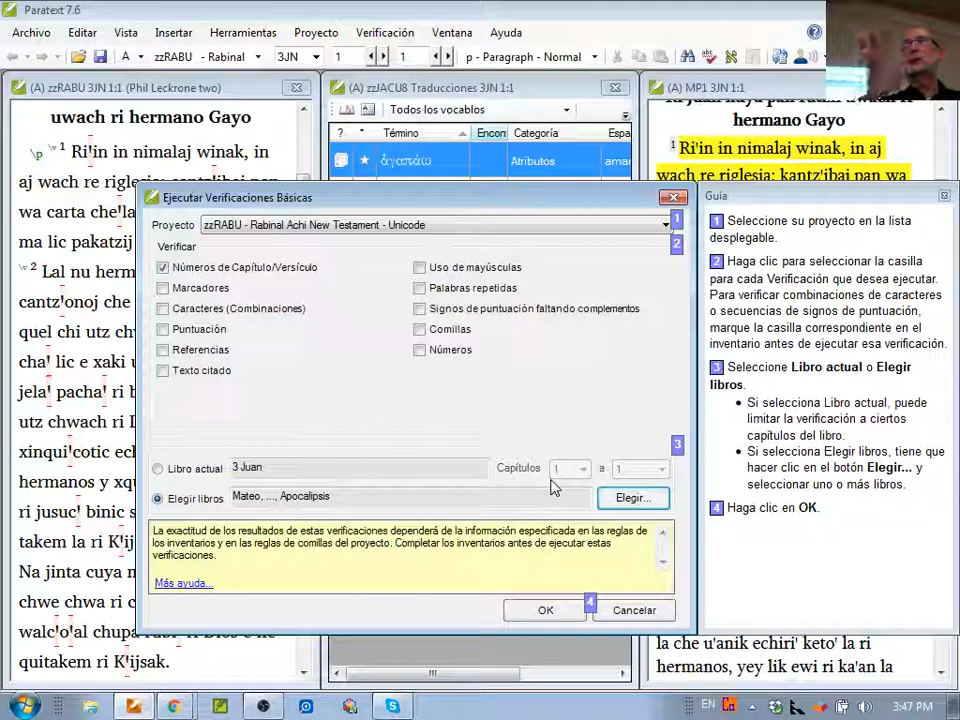 Paratext 7.6
Archivo Editar Vista Insertar Herramientas Proyecto Verificación Ventana Ayuda
A zzRABU - Rabinal 3JN 1 1 p - Paragraph - Normal
(A) zzRABU 3JN 1:1 (Phil Leckrone two)
uwach ri hermano Gayo
\p \v 1 Ri'in in nimalaj winak, in
aj wach re riglesia; kantz'ibaj pan
wa carta che'la
ma lic pakatzij
\v 2 Lal nu herm
cantz'onoj che
quel chi utz chw
cha' lic e xaki u
jela' pacha' ri b
utz chwach ri D
xinqui'cotic ech
hermanos y xqu
ri jusuc' binic s
takem la ri K'ij
Na jinta cuya n
chwe chwa ri c
walc'o'al chupa
quitakem ri K'ijsak.
(A) zzJACU8 Traducciones 3JN 1:1
Todos los vocablos
? * Término Encon Categoría Espa
ἀγαπάω Atributos amar
(A) MP1 3JN 1:1
hermano Gayo
1 Ri'in in nimalaj winak, in aj
wach re riglesia; kantz'ibaj pan wa
la che u'anik echiri' keto' la ri
hermanos, yey lik ewi ri ka'an la
Ejecutar Verificaciones Básicas
Proyecto zzRABU - Rabinal Achi New Testament - Unicode 1
Verificar 2
Números de Capítulo/Versículo
Marcadores
Caracteres (Combinaciones)
Puntuación
Referencias
Texto citado
Uso de mayúsculas
Palabras repetidas
Signos de puntuación faltando complementos
Comillas
Números
3
Libro actual 3 Juan Capítulos 1 a 1
Elegir libros Mateo, ..., Apocalipsis Elegir...
La exactitud de los resultados de estas verificaciones dependerá de la información especificada en las reglas de
los inventarios y en las reglas de comillas del proyecto. Completar los inventarios antes de ejecutar estas
verificaciones.
Más ayuda...
OK 4 Cancelar
Guía
1 Seleccione su proyecto en la lista
desplegable.
2 Haga clic para seleccionar la casilla
para cada Verificación que desea ejecutar.
Para verificar combinaciones de caracteres
o secuencias de signos de puntuación,
marque la casilla correspondiente en el
inventario antes de ejecutar esa verificación.
3 Seleccione Libro actual o Elegir
libros.
• Si selecciona Libro actual, puede
limitar la verificación a ciertos
capítulos del libro.
• Si selecciona Elegir libros, tiene que
hacer clic en el botón Elegir... y
seleccionar uno o más libros.
4 Haga clic en OK.
EN 3:47 PM